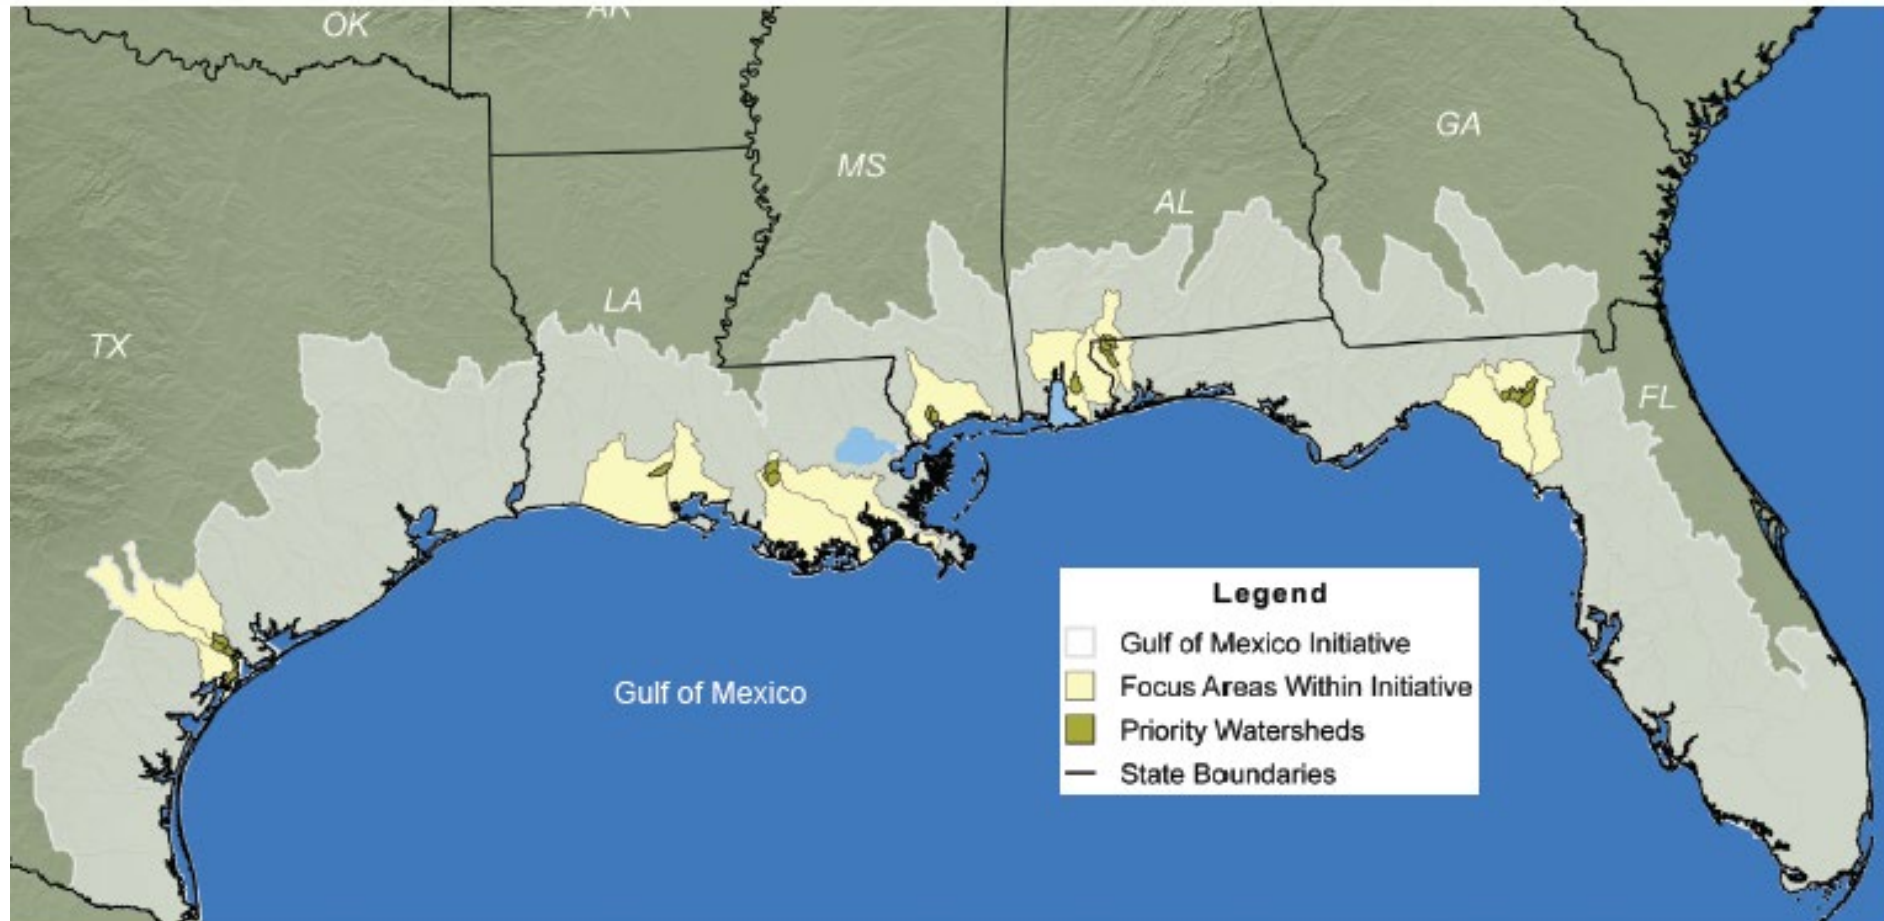 OK
AR
GA
MS
AL
LA
TX
FL
Legend
Gulf of Mexico Initiative
Focus Areas Within Initiative
Priority Watersheds
State Boundaries
Gulf of Mexico